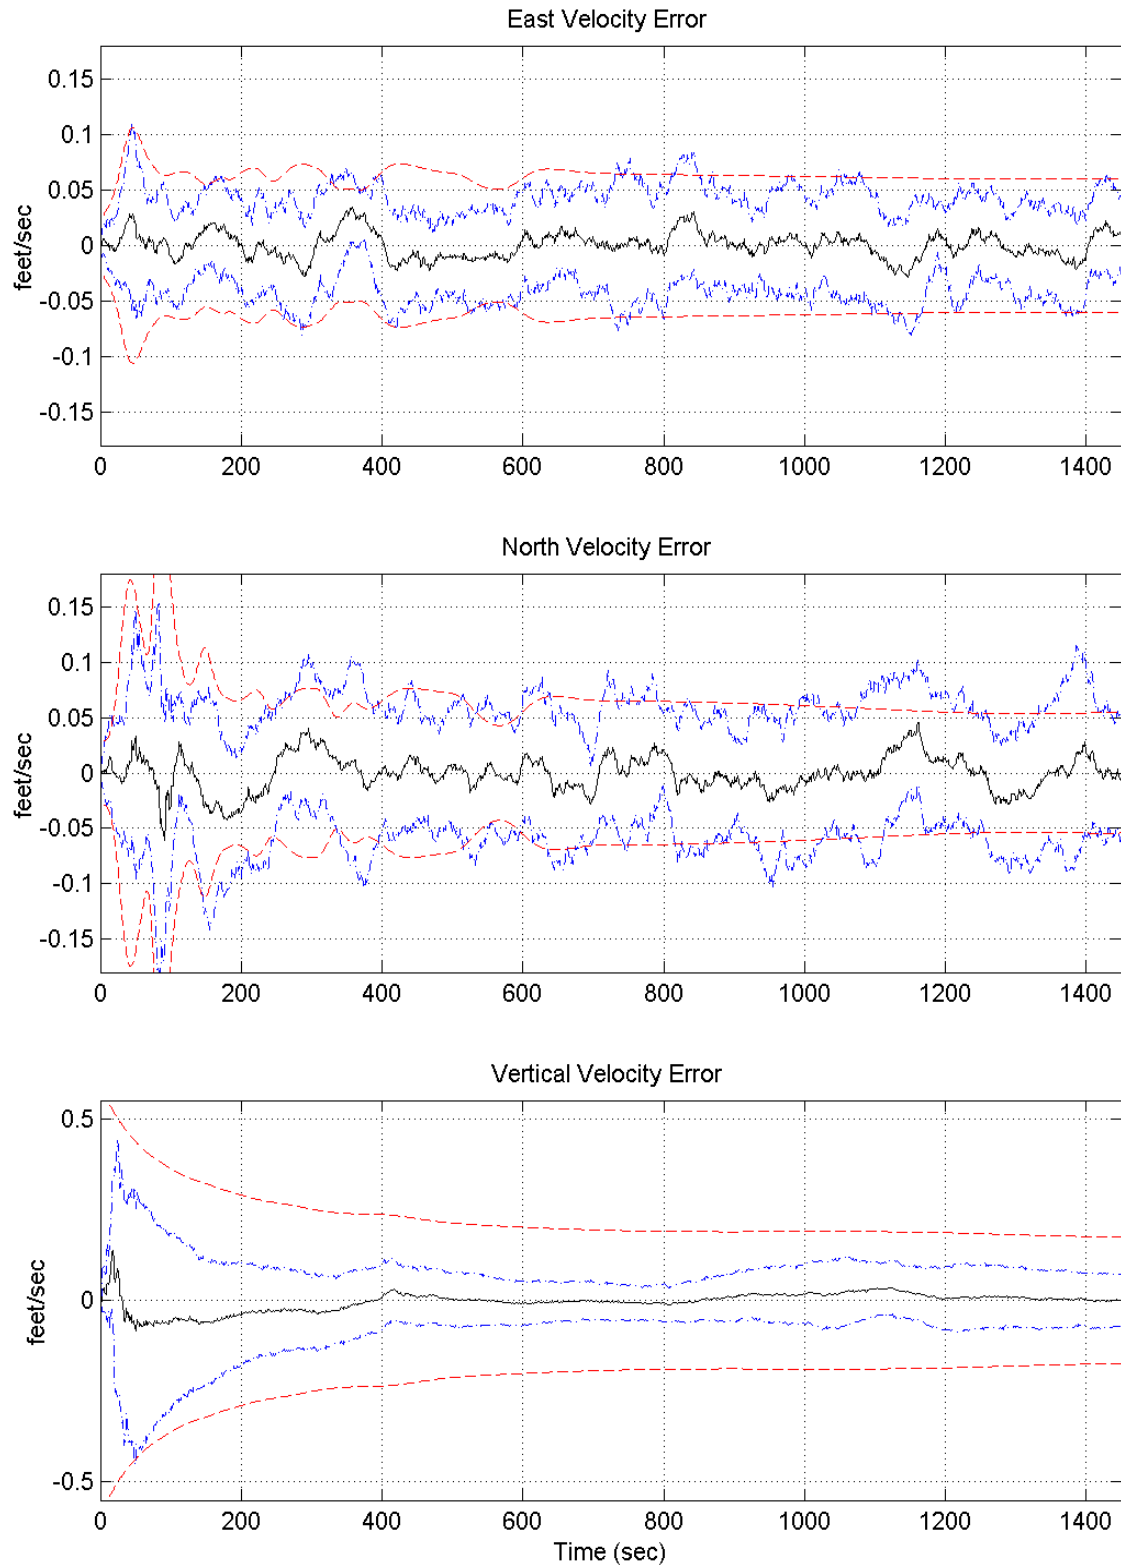 East Velocity Error
0.15
0.1
0.05
0
-0.05
-0.1
-0.15
feet/sec
0 200 400 600 800 1000 1200 1400
North Velocity Error
0.15
0.1
0.05
0
-0.05
-0.1
-0.15
feet/sec
0 200 400 600 800 1000 1200 1400
Vertical Velocity Error
0.5
0
-0.5
feet/sec
0 200 400 600 800 1000 1200 1400
Time (sec)